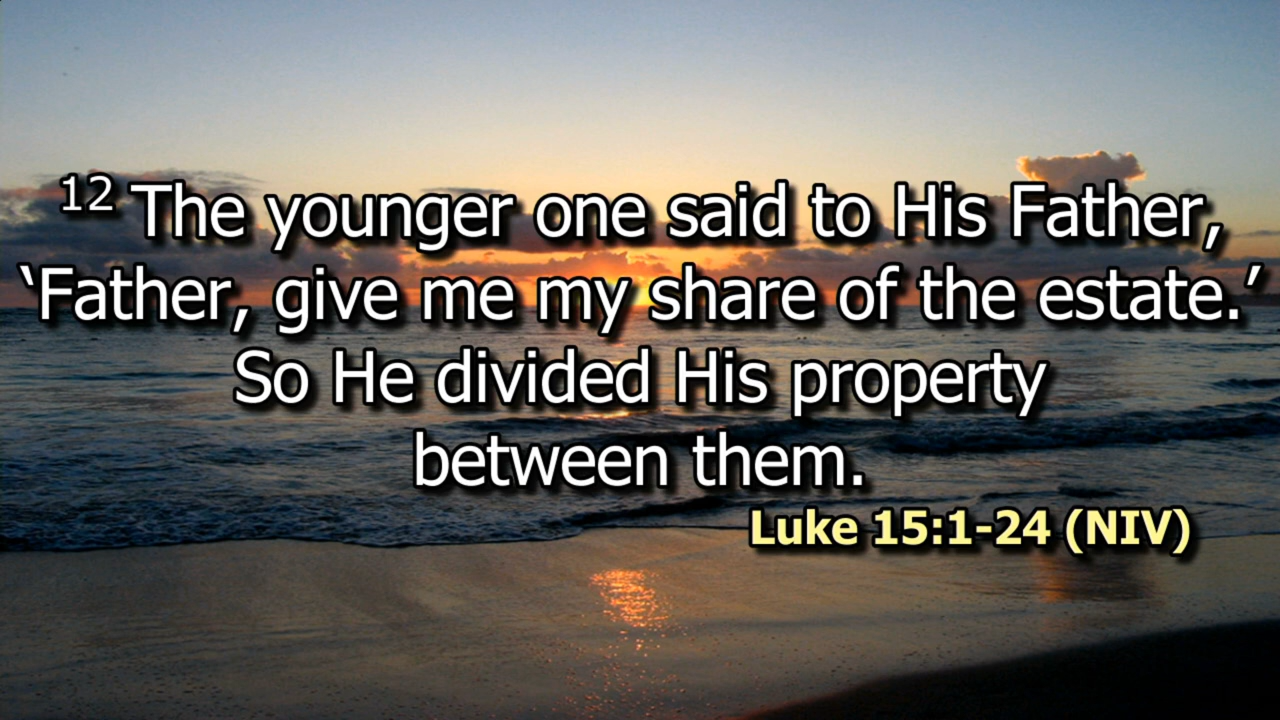 12 The younger one said to His Father,
‘Father, give me my share of the estate.’
So He divided His property
between them.
Luke 15:1-24 (NIV)